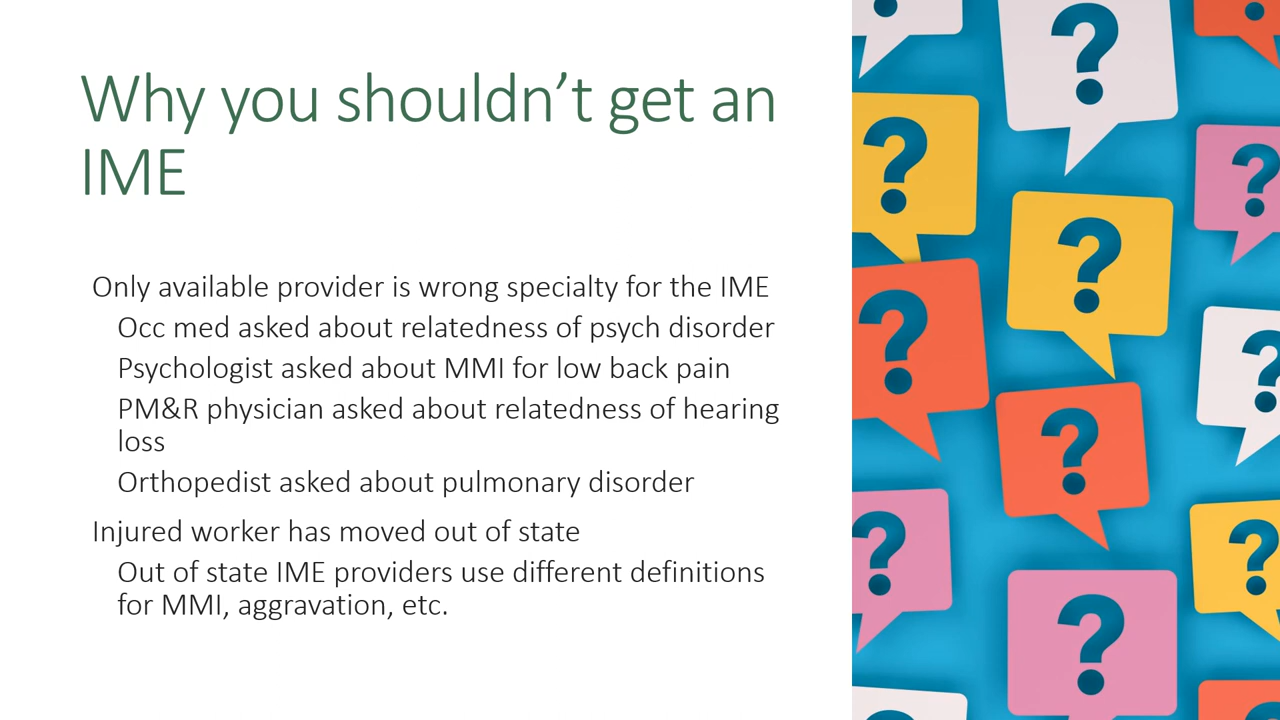 Why you shouldn’t get an
IME
Only available provider is wrong specialty for the IME
Occ med asked about relatedness of psych disorder
Psychologist asked about MMI for low back pain
PM&R physician asked about relatedness of hearing
loss
Orthopedist asked about pulmonary disorder
Injured worker has moved out of state
Out of state IME providers use different definitions
for MMI, aggravation, etc.
?
?
?
?
?
?
?
?
?
?
?